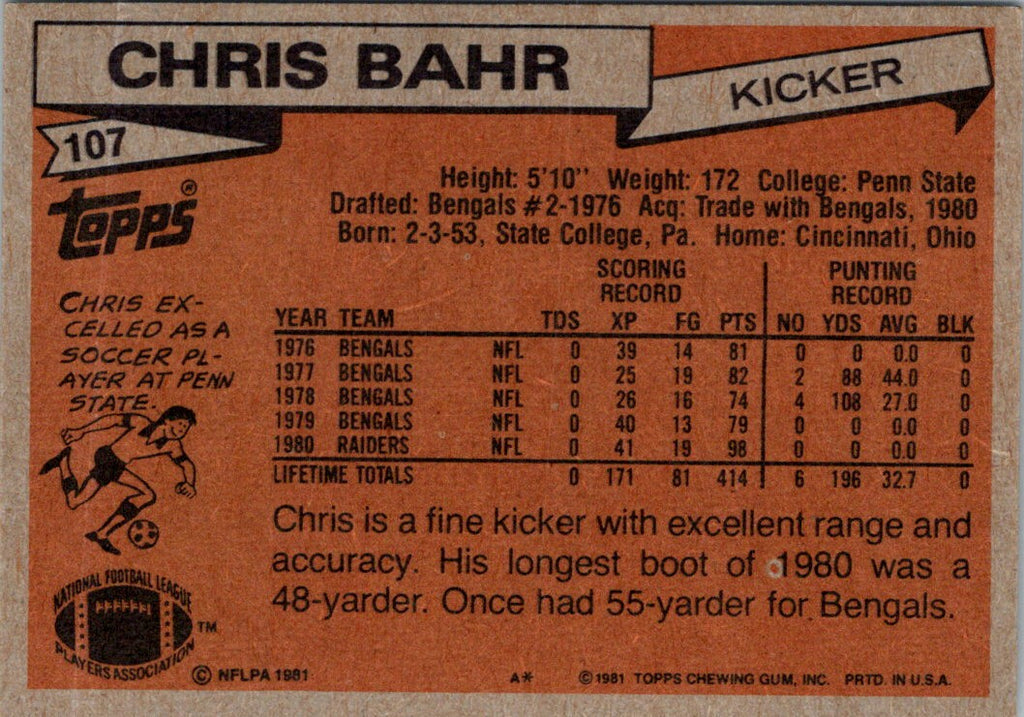 CHRIS BAHR
KICKER
107
TOPPS®
Height: 5'10'' Weight: 172 College: Penn State
Drafted: Bengals #2-1976 Acq: Trade with Bengals, 1980
Born: 2-3-53, State College, Pa. Home: Cincinnati, Ohio
CHRIS EX-
CELLED AS A
SOCCER PL-
AYER AT PENN
STATE.
SCORING RECORD PUNTING RECORD
YEAR TEAM TDS XP FG PTS NO YDS AVG BLK
1976 BENGALS NFL 0 39 14 81 0 0 0.0 0
1977 BENGALS NFL 0 25 19 82 2 88 44.0 0
1978 BENGALS NFL 0 26 16 74 4 108 27.0 0
1979 BENGALS NFL 0 40 13 79 0 0 0.0 0
1980 RAIDERS NFL 0 41 19 98 0 0 0.0 0
LIFETIME TOTALS 0 171 81 414 6 196 32.7 0
Chris is a fine kicker with excellent range and
accuracy. His longest boot of 1980 was a
48-yarder. Once had 55-yarder for Bengals.
NATIONAL FOOTBALL LEAGUE
PLAYERS ASSOCIATION
TM
© NFLPA 1981 A* © 1981 TOPPS CHEWING GUM, INC. PRTD. IN U.S.A.